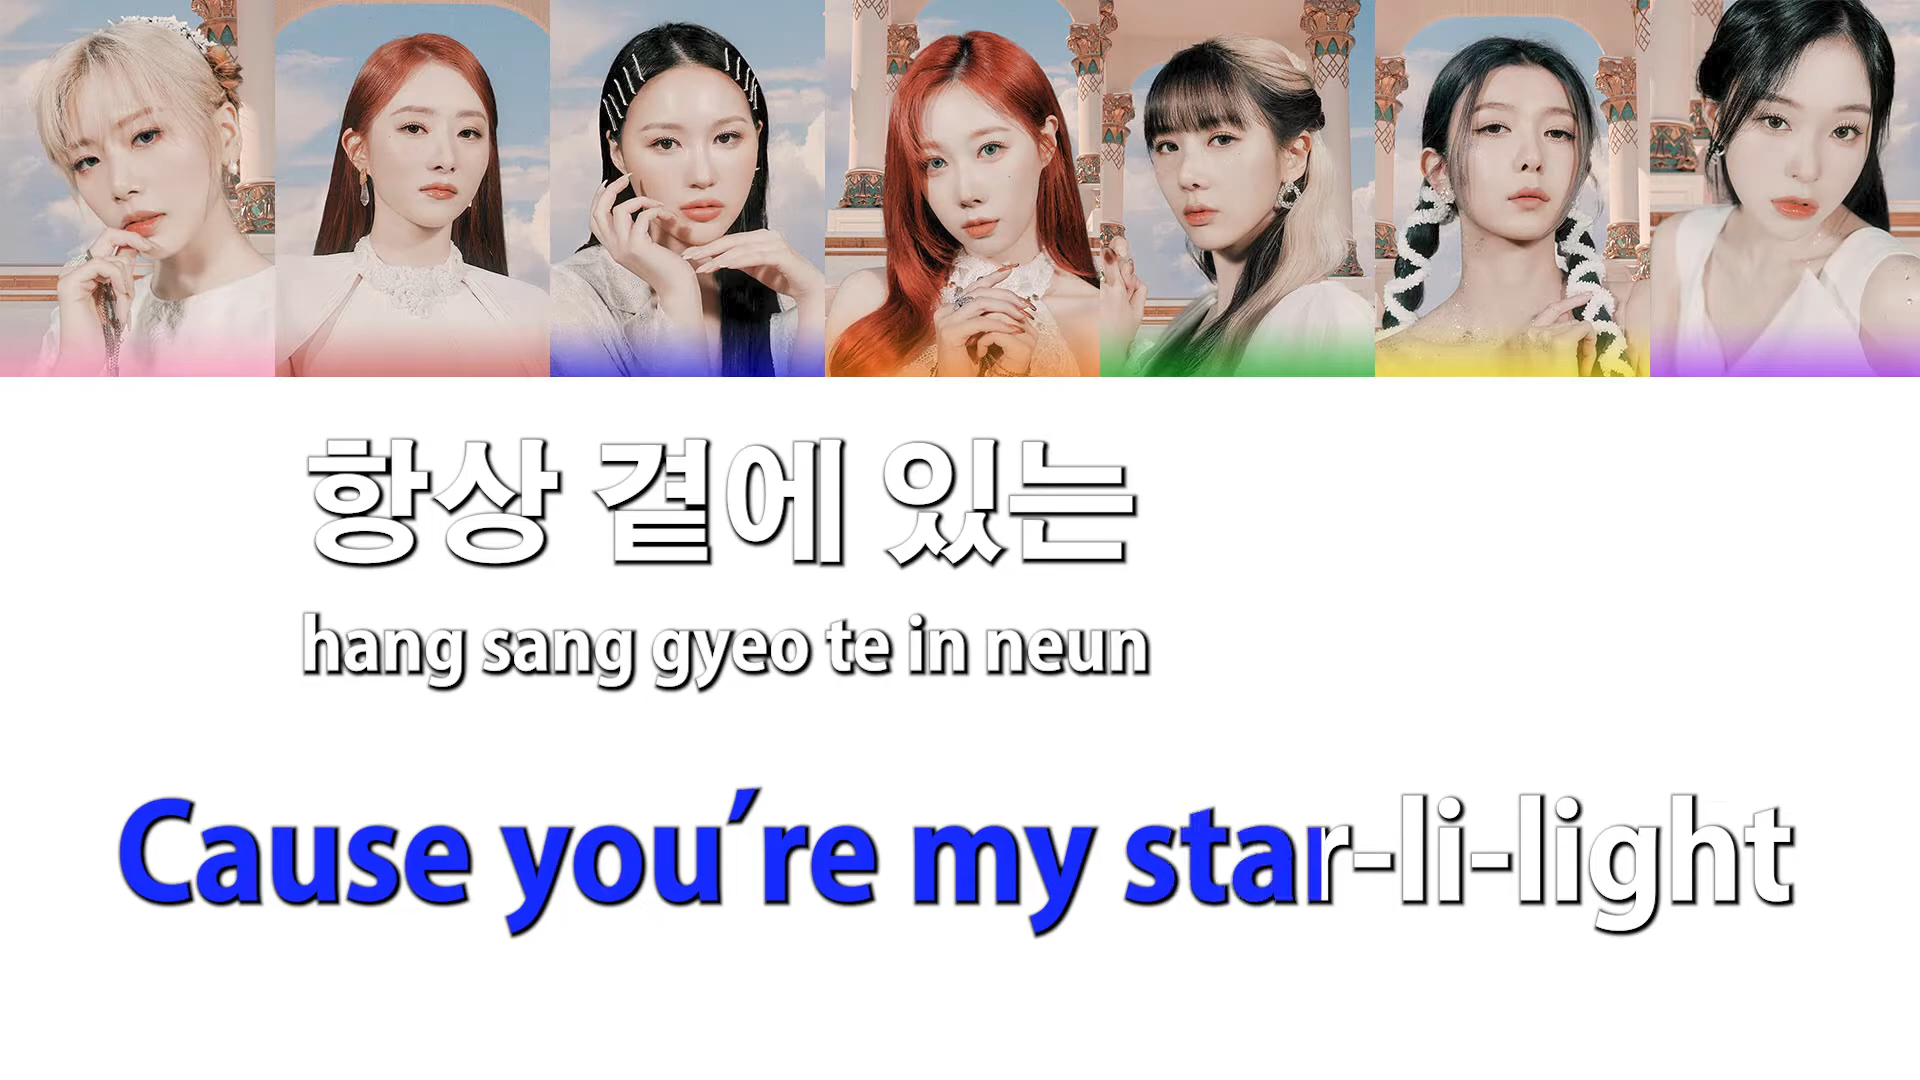 항상 곁에 있는
hang sang gyeo te in neun
Cause you’re my star-li-light